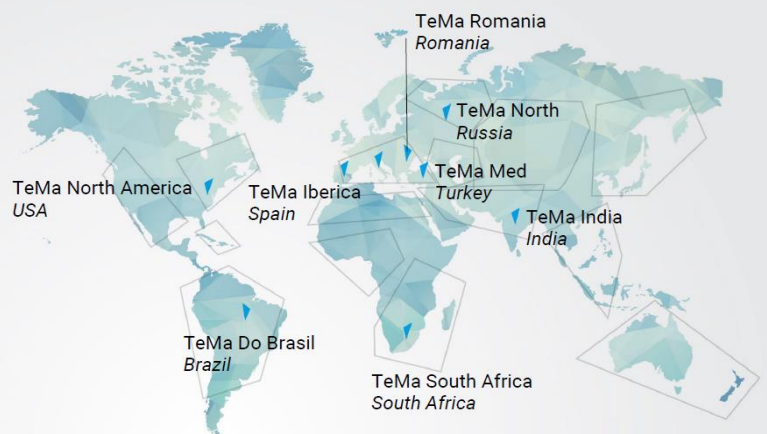 TeMa Romania
Romania
TeMa North
Russia
TeMa Med
Turkey
TeMa North America
USA
TeMa Iberica
Spain
TeMa India
India
TeMa Do Brasil
Brazil
TeMa South Africa
South Africa